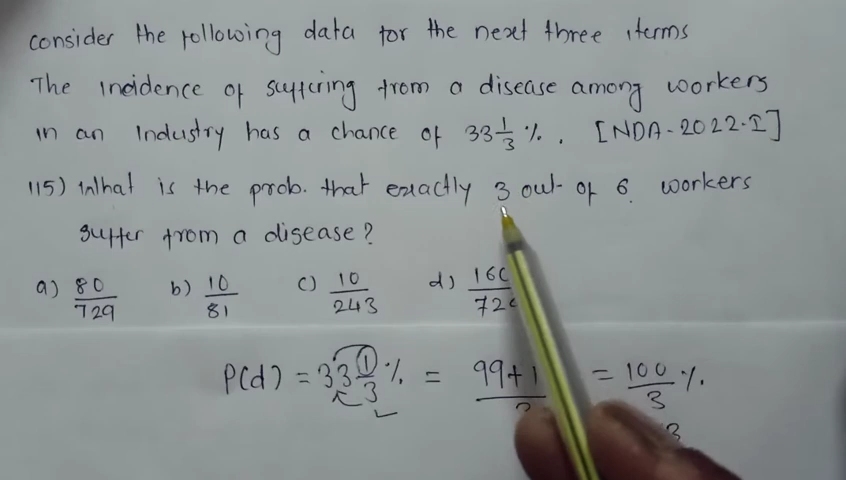 Consider the following data for the next three items
The incidence of suffering from a disease among workers
in an Industry has a chance of 33 1/3 %. [NDA-2022-I]
115) What is the prob. that exactly 3 out of 6 workers
suffer from a disease?
a) 80/729 b) 10/81 c) 10/243 d)
P(d) = 33 1/3 % = 99+1 = 100/3 %